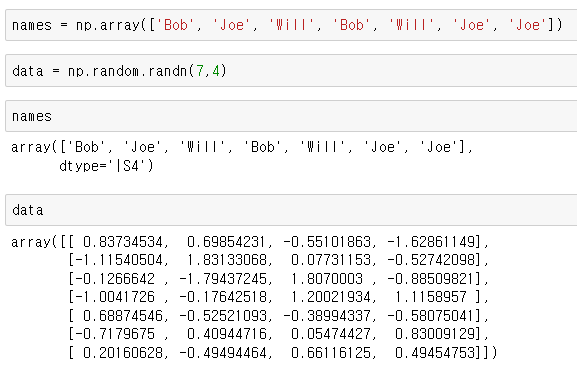 names = np.array(['Bob', 'Joe', 'Will', 'Bob', 'Will', 'Joe', 'Joe'])
data = np.random.randn(7,4)
names
array(['Bob', 'Joe', 'Will', 'Bob', 'Will', 'Joe', 'Joe'],
      dtype='|S4')
data
array([[ 0.83734534,  0.69854231, -0.55101863, -1.62861149],
       [-1.11540504,  1.83133068,  0.07731153, -0.52742098],
       [-0.1266642 , -1.79437245,  1.8070003 , -0.88509821],
       [-1.0041726 , -0.17642518,  1.20021934,  1.1158957 ],
       [ 0.68874546, -0.52521093, -0.38994337, -0.58075041],
       [-0.7179675 ,  0.40944716,  0.05474427,  0.83009129],
       [ 0.20160628, -0.49494464,  0.66116125,  0.49454753]])